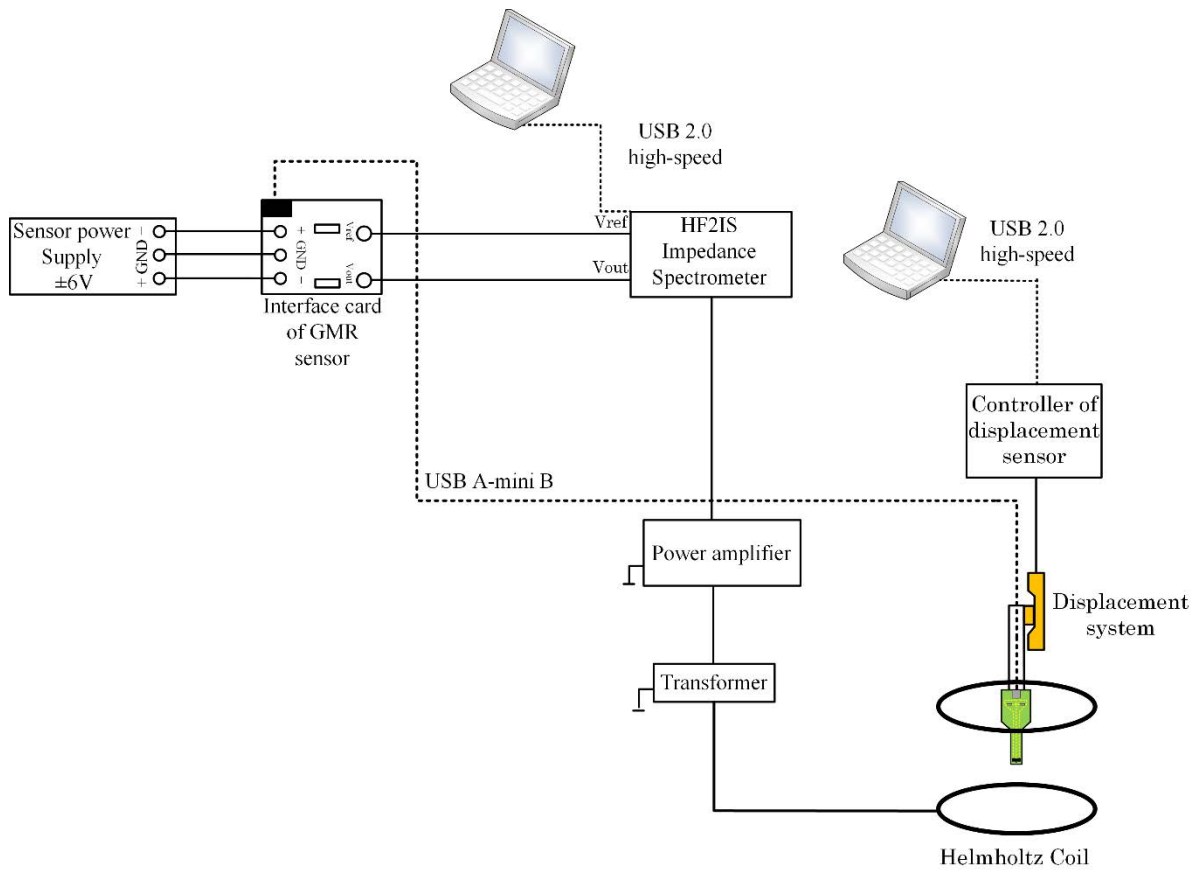 USB 2.0
high-speed
USB 2.0
high-speed
Sensor power
Supply
±6V
− 
GND
+
+
GND
−
Vref
Vout
Interface card
of GMR
sensor
Vref
Vout
HF2IS
Impedance
Spectrometer
Controller of
displacement
sensor
USB A-mini B
Power amplifier
Displacement
system
Transformer
Helmholtz Coil